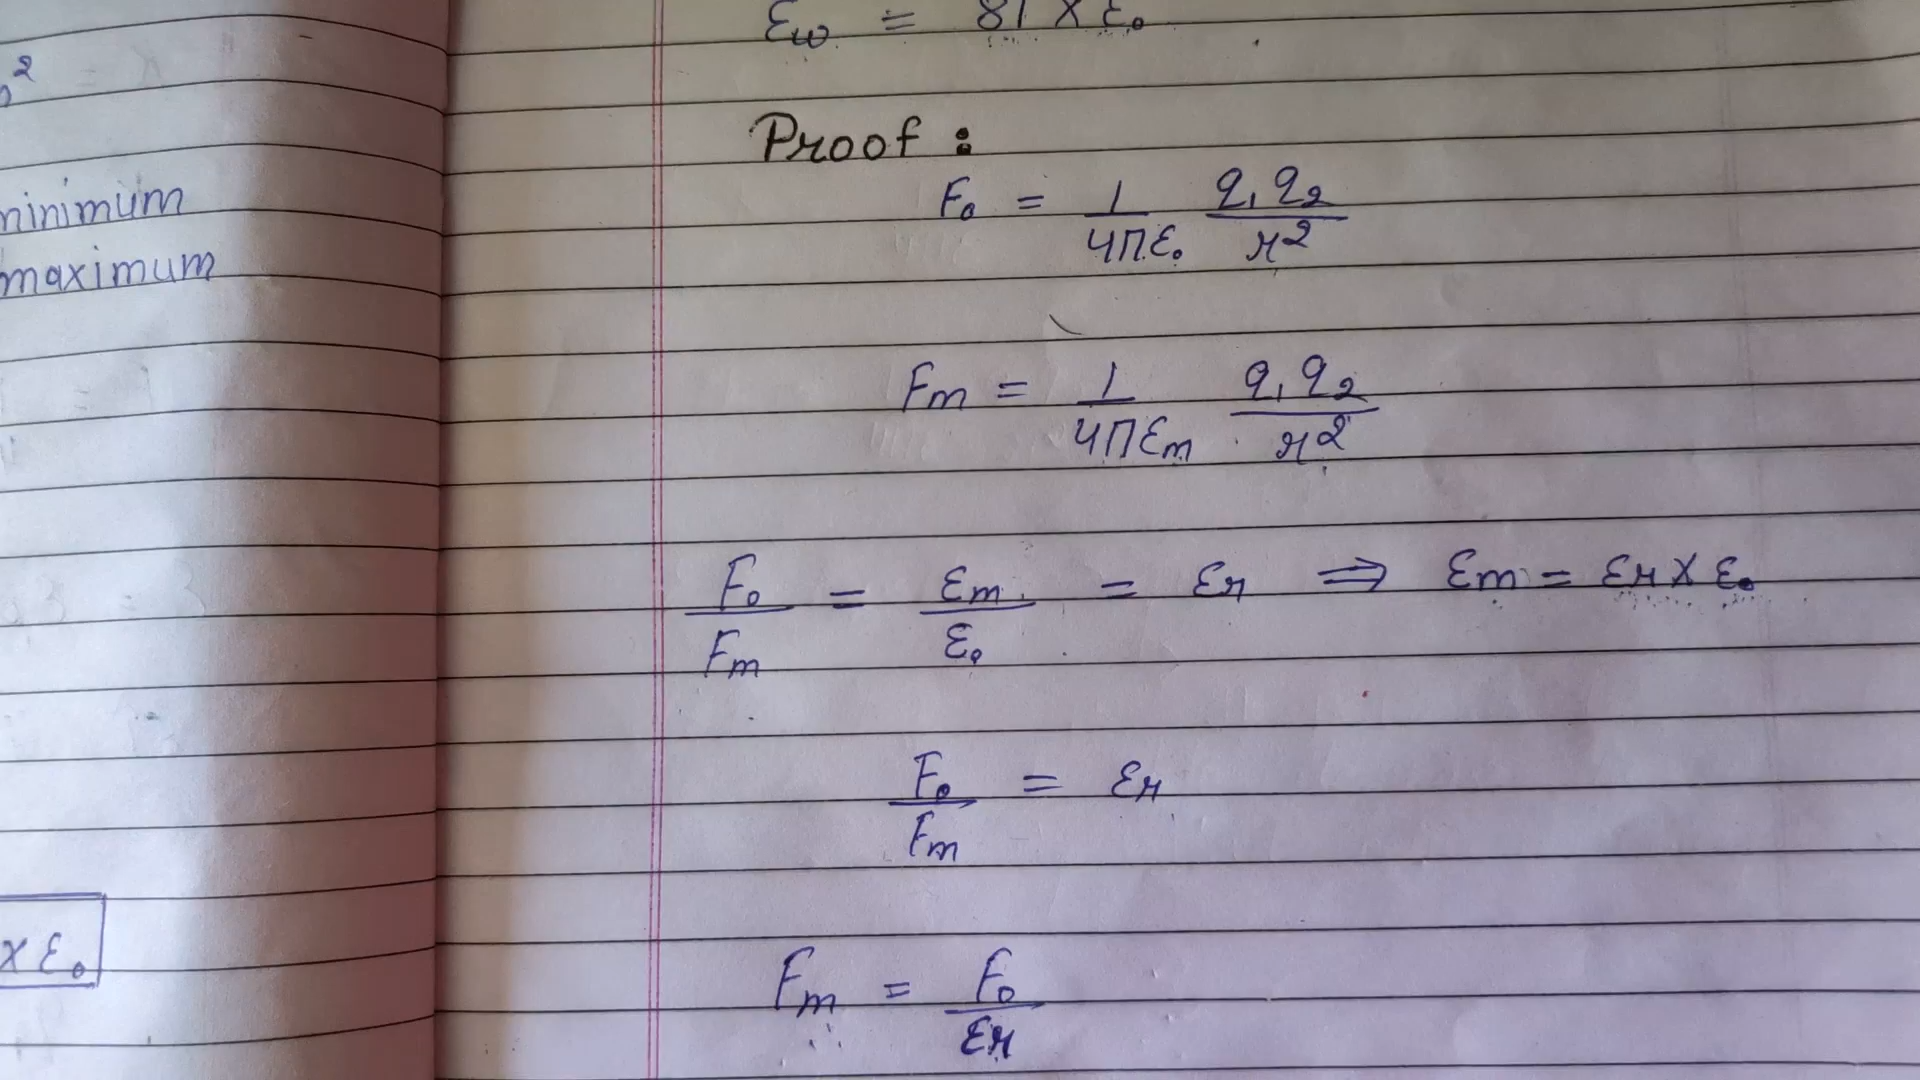 2
minimum
maximum
x ε₀
εw = 81 x ε₀
Proof :
F₀ = 1/4πε₀ q₁q₂/r²
Fm = 1/4πεm q₁q₂/r²
F₀/Fm = εm/ε₀ = εr ⇒ εm = εr x ε₀
F₀/Fm = εr
Fm = F₀/εr